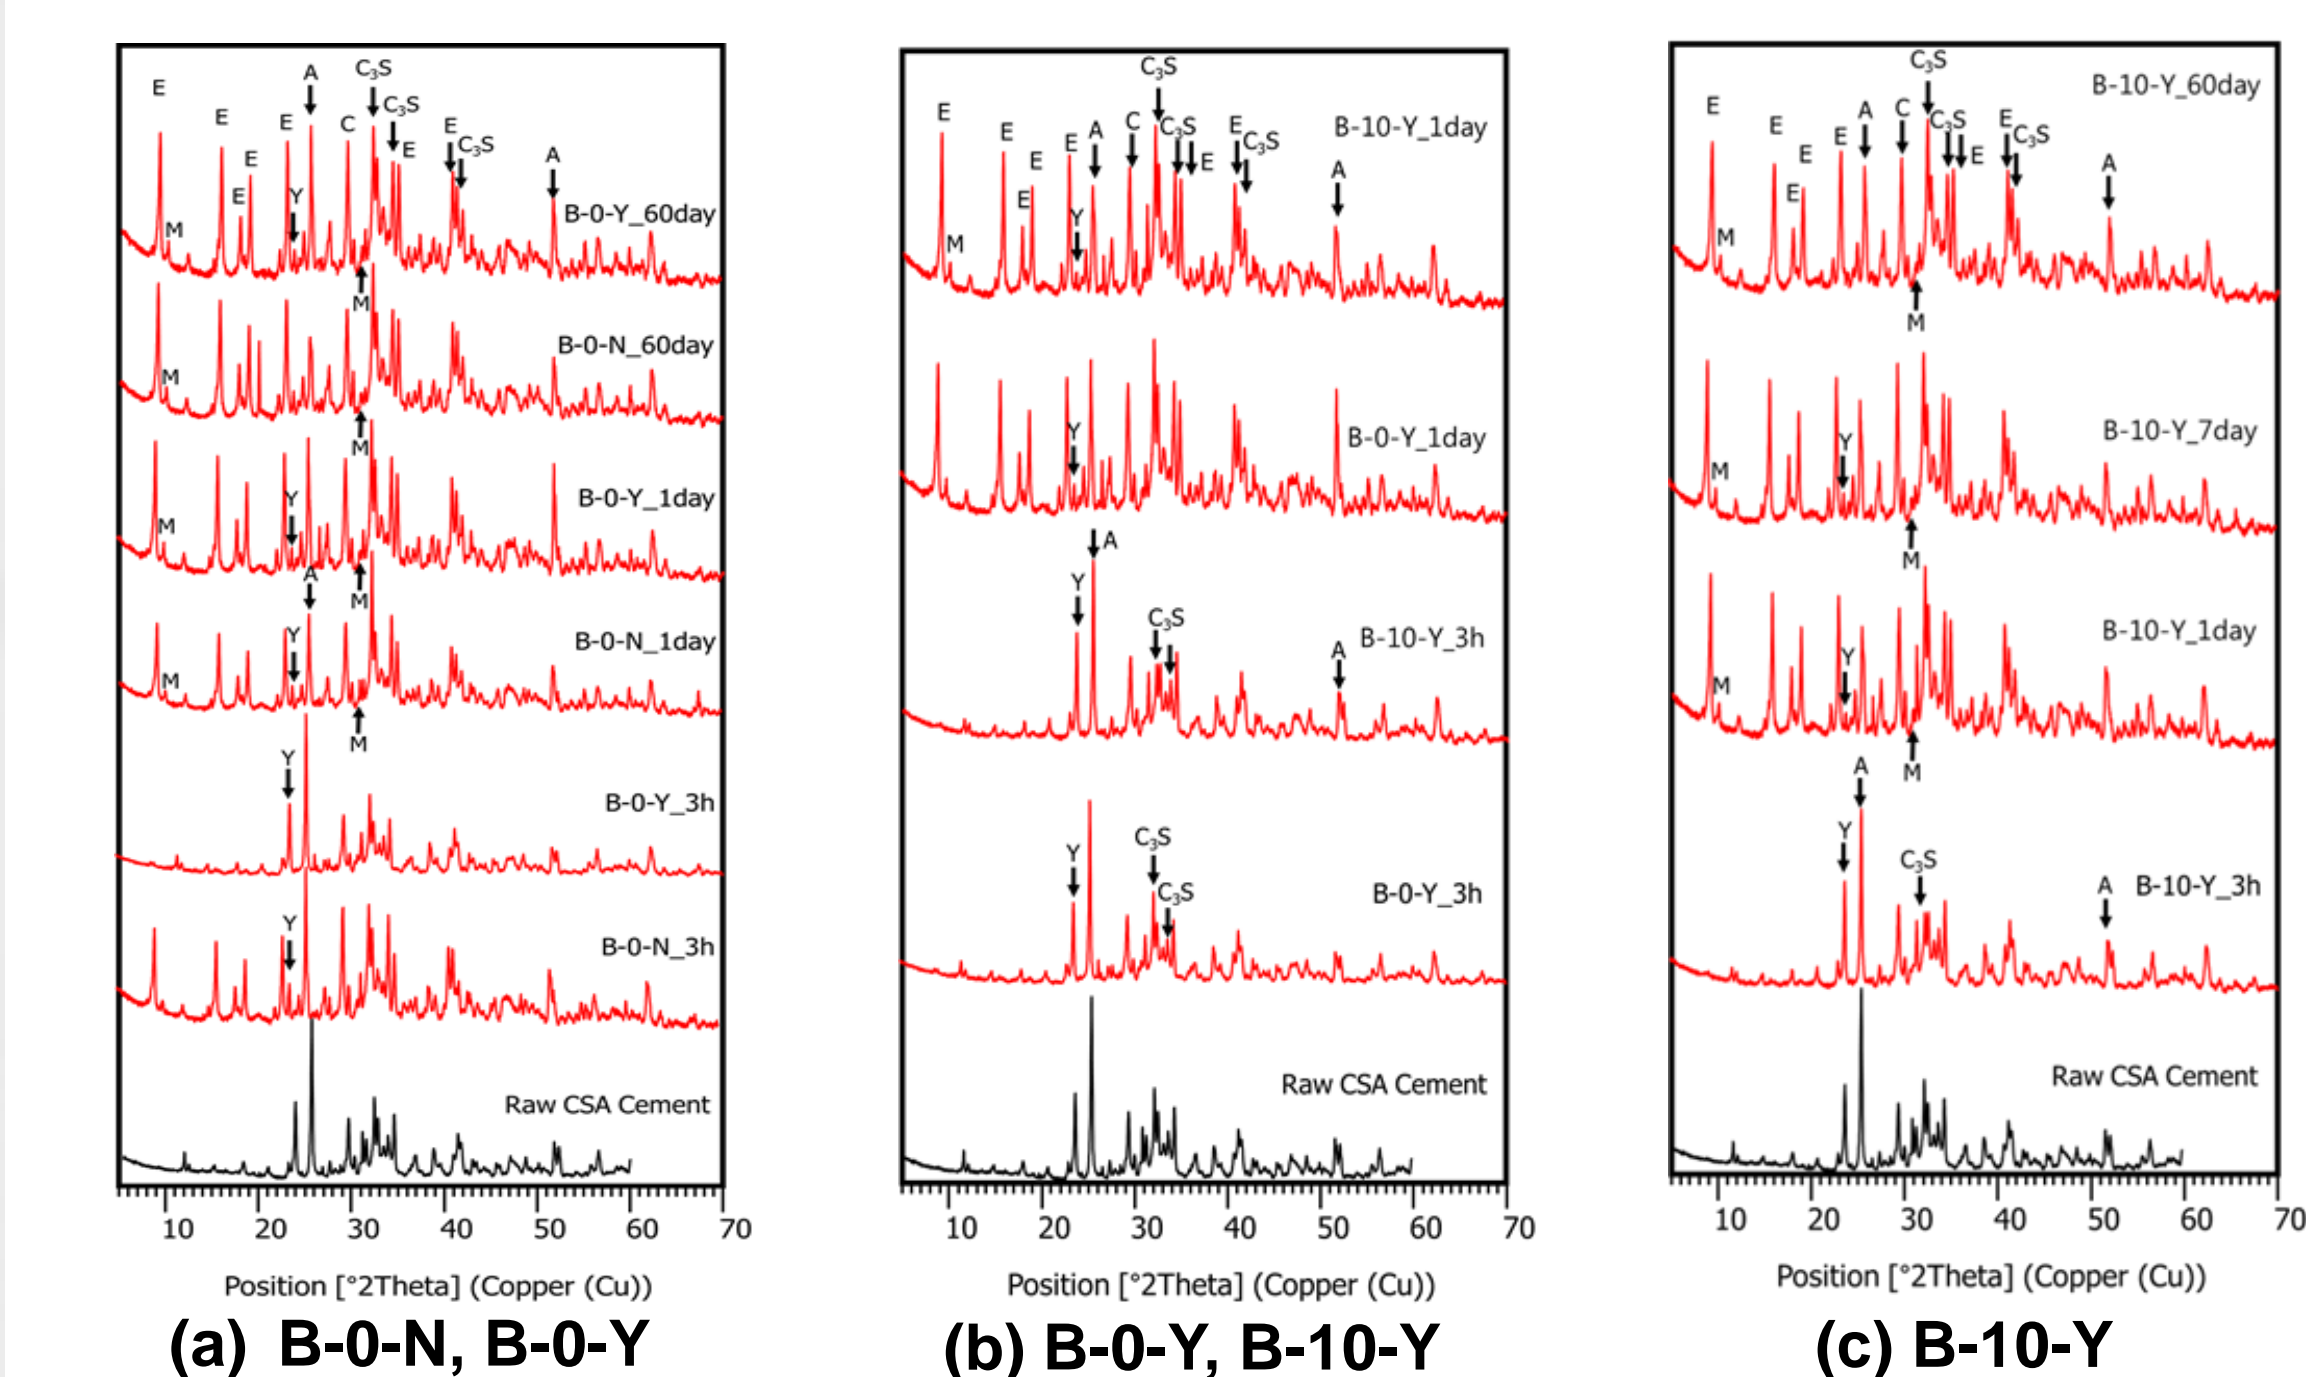 E
E
E
E
E
M
Y
A
C
C₃S
C₃S
E
E
C₃S
A
B-0-Y_60day
M
B-0-N_60day
M
M
B-0-Y_1day
M
Y
M
A
B-0-N_1day
M
Y
M
Y
B-0-Y_3h
Y
B-0-N_3h
Raw CSA Cement
10 20 30 40 50 60 70
Position [°2Theta] (Copper (Cu))
(a) B-0-N, B-0-Y
C₃S
B-10-Y_1day
E
E
E
E
E
M
Y
A
C
C₃S
E
E
C₃S
A
B-0-Y_1day
Y
A
Y
C₃S
B-10-Y_3h
A
Y
C₃S
C₃S
B-0-Y_3h
Raw CSA Cement
10 20 30 40 50 60 70
Position [°2Theta] (Copper (Cu))
(b) B-0-Y, B-10-Y
C₃S
B-10-Y_60day
E
E
E
E
E
M
A
C
C₃S
E
E
C₃S
A
M
B-10-Y_7day
Y
M
M
B-10-Y_1day
Y
M
M
A
Y
C₃S
A
B-10-Y_3h
Raw CSA Cement
10 20 30 40 50 60 70
Position [°2Theta] (Copper (Cu))
(c) B-10-Y